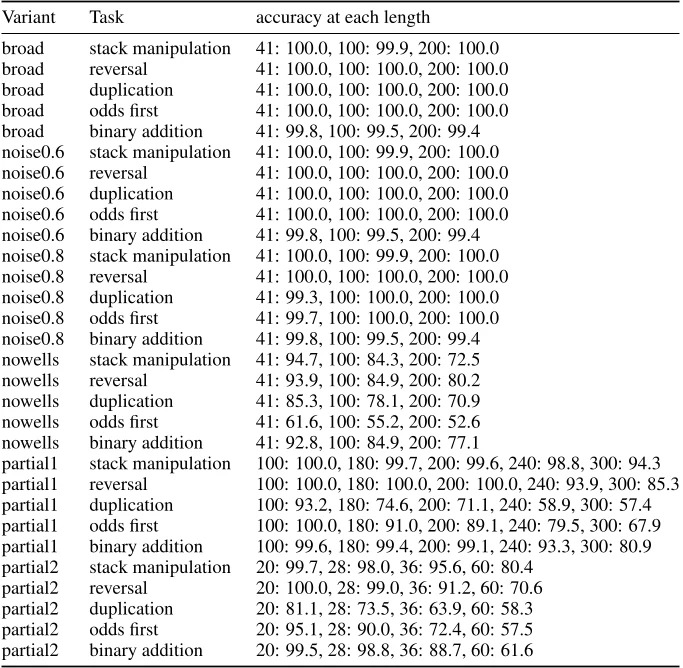 Variant Task accuracy at each length
broad stack manipulation 41: 100.0, 100: 99.9, 200: 100.0
broad reversal 41: 100.0, 100: 100.0, 200: 100.0
broad duplication 41: 100.0, 100: 100.0, 200: 100.0
broad odds first 41: 100.0, 100: 100.0, 200: 100.0
broad binary addition 41: 99.8, 100: 99.5, 200: 99.4
noise0.6 stack manipulation 41: 100.0, 100: 99.9, 200: 100.0
noise0.6 reversal 41: 100.0, 100: 100.0, 200: 100.0
noise0.6 duplication 41: 100.0, 100: 100.0, 200: 100.0
noise0.6 odds first 41: 100.0, 100: 100.0, 200: 100.0
noise0.6 binary addition 41: 99.8, 100: 99.5, 200: 99.4
noise0.8 stack manipulation 41: 100.0, 100: 99.9, 200: 100.0
noise0.8 reversal 41: 100.0, 100: 100.0, 200: 100.0
noise0.8 duplication 41: 99.3, 100: 100.0, 200: 100.0
noise0.8 odds first 41: 99.7, 100: 100.0, 200: 100.0
noise0.8 binary addition 41: 99.8, 100: 99.5, 200: 99.4
nowells stack manipulation 41: 94.7, 100: 84.3, 200: 72.5
nowells reversal 41: 93.9, 100: 84.9, 200: 80.2
nowells duplication 41: 85.3, 100: 78.1, 200: 70.9
nowells odds first 41: 61.6, 100: 55.2, 200: 52.6
nowells binary addition 41: 92.8, 100: 84.9, 200: 77.1
partial1 stack manipulation 100: 100.0, 180: 99.7, 200: 99.6, 240: 98.8, 300: 94.3
partial1 reversal 100: 100.0, 180: 100.0, 200: 100.0, 240: 93.9, 300: 85.3
partial1 duplication 100: 93.2, 180: 74.6, 200: 71.1, 240: 58.9, 300: 57.4
partial1 odds first 100: 100.0, 180: 91.0, 200: 89.1, 240: 79.5, 300: 67.9
partial1 binary addition 100: 99.6, 180: 99.4, 200: 99.1, 240: 93.3, 300: 80.9
partial2 stack manipulation 20: 99.7, 28: 98.0, 36: 95.6, 60: 80.4
partial2 reversal 20: 100.0, 28: 99.0, 36: 91.2, 60: 70.6
partial2 duplication 20: 81.1, 28: 73.5, 36: 63.9, 60: 58.3
partial2 odds first 20: 95.1, 28: 90.0, 36: 72.4, 60: 57.5
partial2 binary addition 20: 99.5, 28: 98.8, 36: 88.7, 60: 61.6